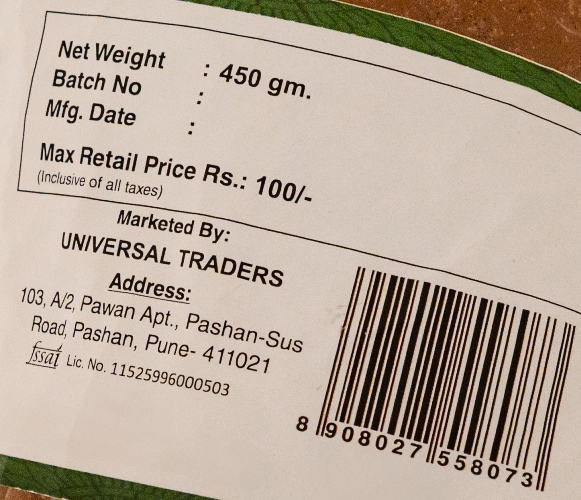 Net Weight : 450 gm.
Batch No :
Mfg. Date :
Max Retail Price Rs.: 100/-
(Inclusive of all taxes)
Marketed By:
UNIVERSAL TRADERS
Address:
103, A/2, Pawan Apt., Pashan-Sus
Road, Pashan, Pune- 411021
fssai Lic. No. 11525996000503
8 908027 558073